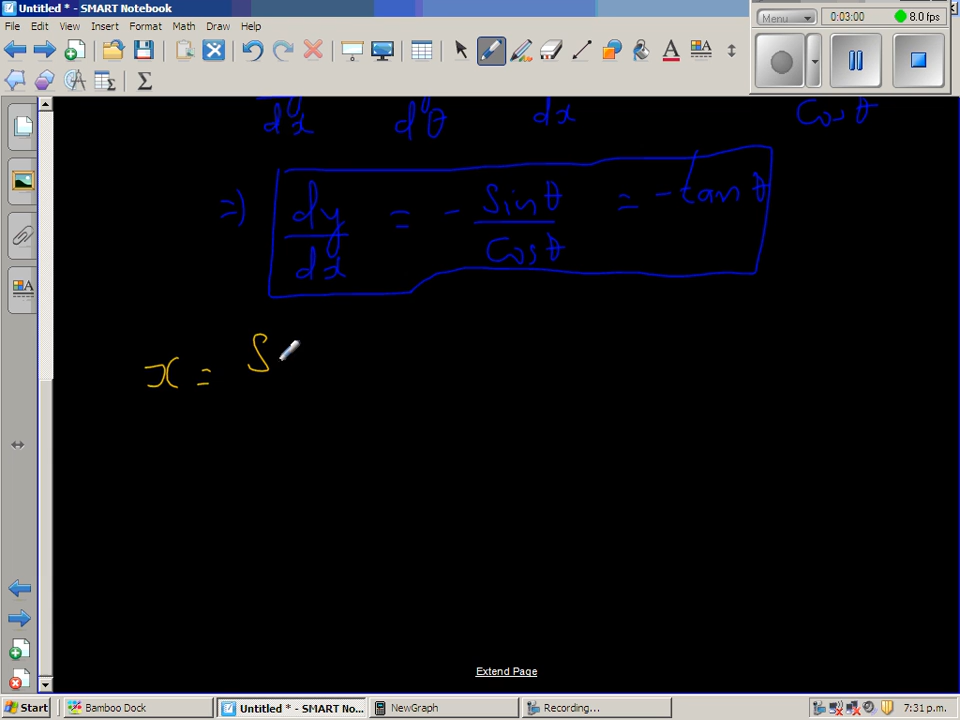 Untitled * - SMART Notebook
File Edit View Insert Format Math Draw Help
Menu 0:03:00 8.0 fps
dx dθ dx Cosθ
=) dy/dx = - Sinθ/Cosθ = - tanθ
x = S
Extend Page
Start Bamboo Dock Untitled * - SMART No... NewGraph Recording... 7:31 p.m.